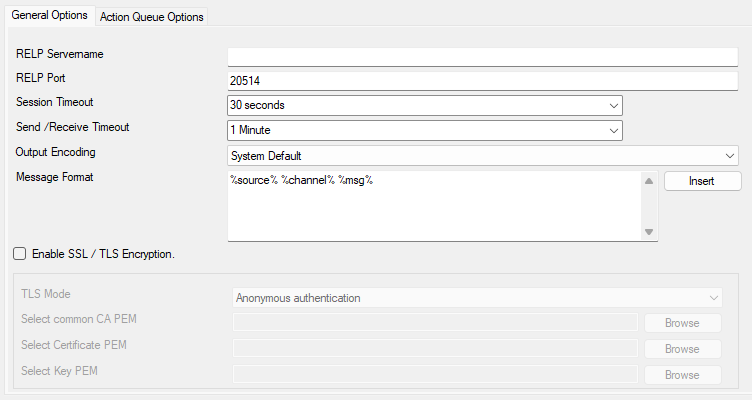 General Options
Action Queue Options
RELP Servername
RELP Port
20514
Session Timeout
30 seconds
Send /Receive Timeout
1 Minute
Output Encoding
System Default
Message Format
%source% %channel% %msg%
Insert
Enable SSL / TLS Encryption.
TLS Mode
Anonymous authentication
Select common CA PEM
Browse
Select Certificate PEM
Browse
Select Key PEM
Browse